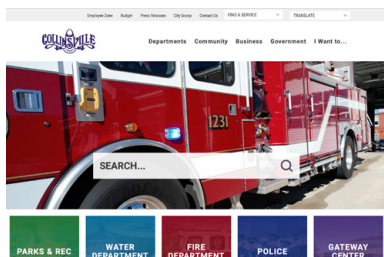 Employee Zone Budget Press Releases City Scoop Contact Us FIND A SERVICE TRANSLATE
COLLINSVILLE
Departments Community Business Government I Want to...
1231
SEARCH...
PARKS & REC
WATER DEPARTMENT
FIRE DEPARTMENT
POLICE
GATEWAY CENTER